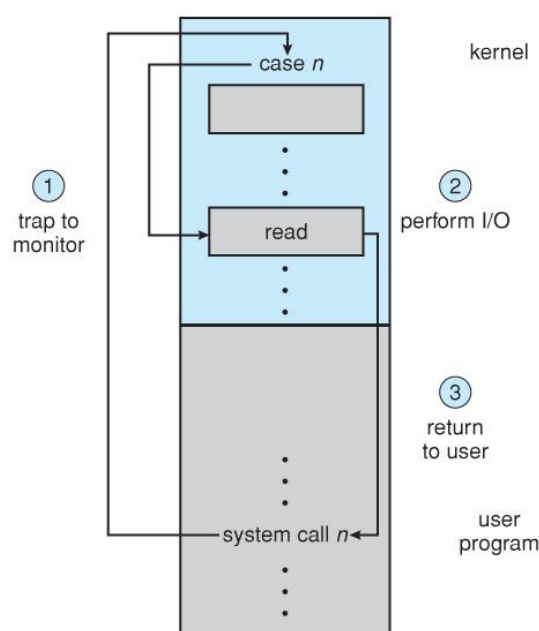 kernel
case n
1
trap to
monitor
2
perform I/O
read
3
return
to user
system call n
user
program